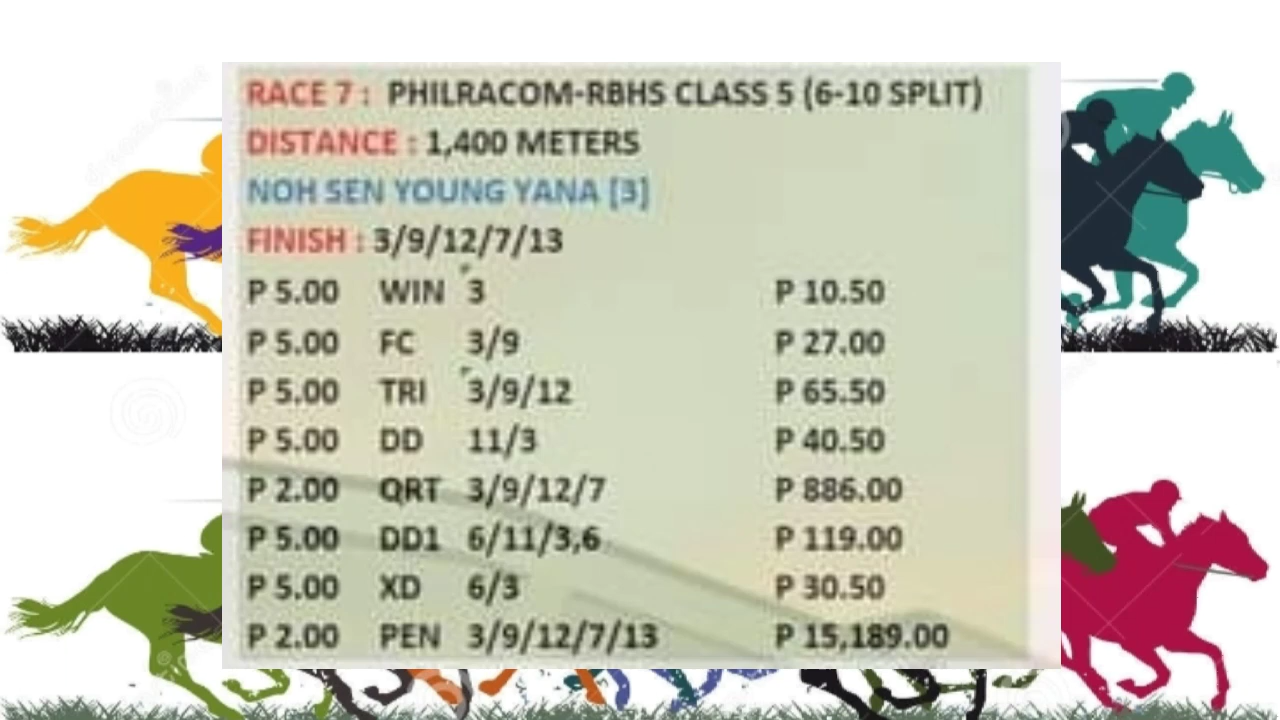 RACE 7 : PHILRACOM-RBHS CLASS 5 (6-10 SPLIT)
DISTANCE : 1,400 METERS
NOH SEN YOUNG YANA [3]
FINISH : 3/9/12/7/13
P 5.00 WIN 3 P 10.50
P 5.00 FC 3/9 P 27.00
P 5.00 TRI 3/9/12 P 65.50
P 5.00 DD 11/3 P 40.50
P 2.00 QRT 3/9/12/7 P 886.00
P 5.00 DD1 6/11/3,6 P 119.00
P 5.00 XD 6/3 P 30.50
P 2.00 PEN 3/9/12/7/13 P 15,189.00